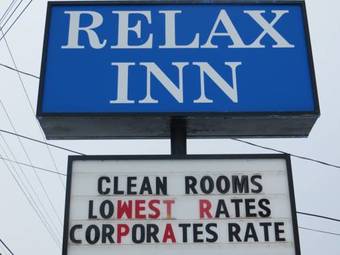 RELAX
INN
CLEAN ROOMS
LOWEST RATES
CORPORATES RATE